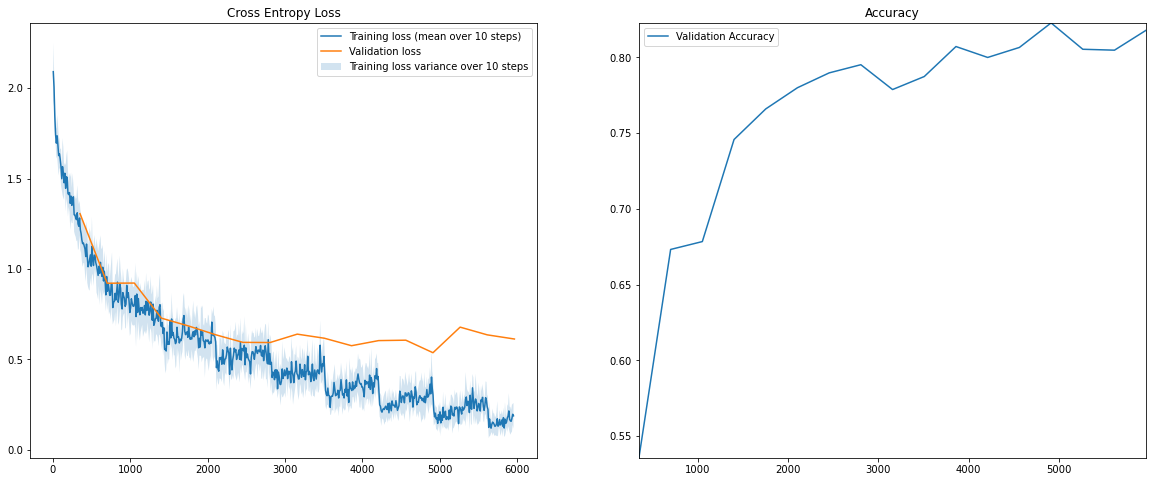 Cross Entropy Loss
Training loss (mean over 10 steps)
Validation loss
Training loss variance over 10 steps
2.0
1.5
1.0
0.5
0.0
0 1000 2000 3000 4000 5000 6000
Accuracy
Validation Accuracy
0.80
0.75
0.70
0.65
0.60
0.55
1000 2000 3000 4000 5000